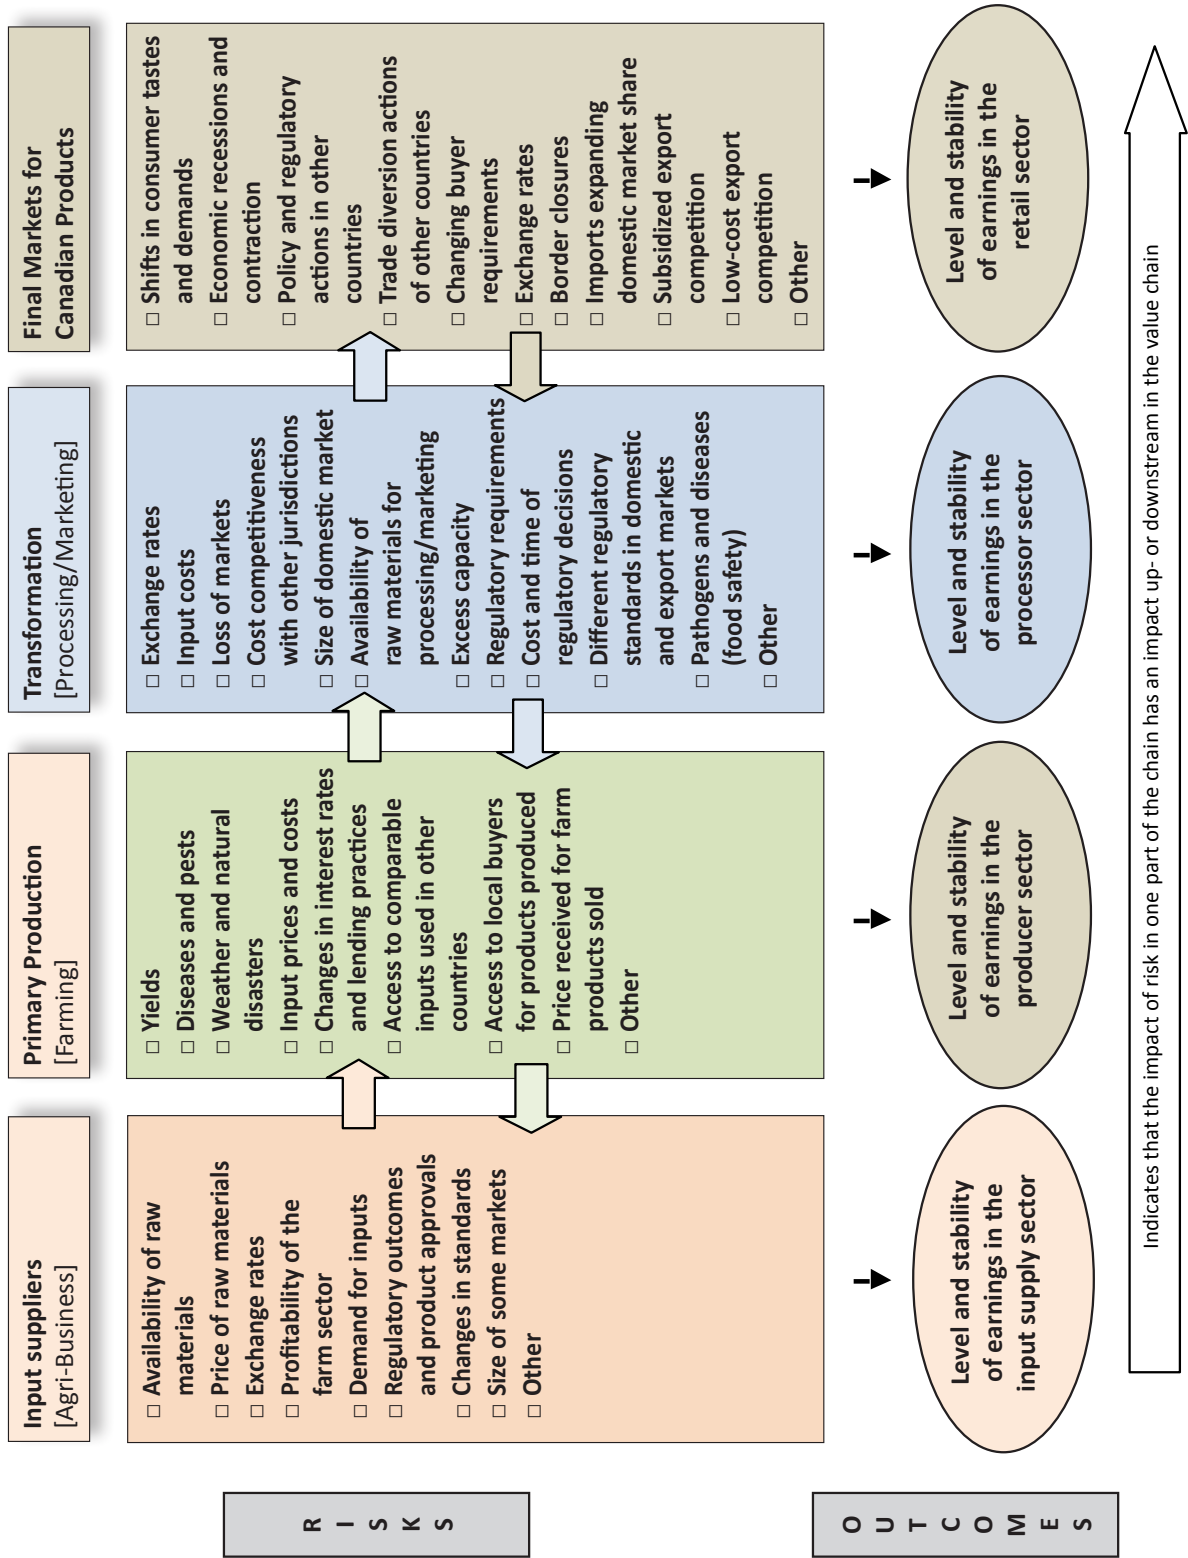 Input suppliers
[Agri-Business]
Primary Production
[Farming]
Transformation
[Processing/Marketing]
Final Markets for
Canadian Products
R
I
S
K
S
□ Availability of raw
materials
□ Price of raw materials
□ Exchange rates
□ Profitability of the
farm sector
□ Demand for inputs
□ Regulatory outcomes
and product approvals
□ Changes in standards
□ Size of some markets
□ Other
□ Yields
□ Diseases and pests
□ Weather and natural
disasters
□ Input prices and costs
□ Changes in interest rates
and lending practices
□ Access to comparable
inputs used in other
countries
□ Access to local buyers
for products produced
□ Price received for farm
products sold
□ Other
□ Exchange rates
□ Input costs
□ Loss of markets
□ Cost competitiveness
with other jurisdictions
□ Size of domestic market
□ Availability of
raw materials for
processing/marketing
□ Excess capacity
□ Regulatory requirements
□ Cost and time of
regulatory decisions
□ Different regulatory
standards in domestic
and export markets
□ Pathogens and diseases
(food safety)
□ Other
□ Shifts in consumer tastes
and demands
□ Economic recessions and
contraction
□ Policy and regulatory
actions in other
countries
□ Trade diversion actions
of other countries
□ Changing buyer
requirements
□ Exchange rates
□ Border closures
□ Imports expanding
domestic market share
□ Subsidized export
competition
□ Low-cost export
competition
□ Other
O
U
T
C
O
M
E
S
Level and stability
of earnings in the
input supply sector
Level and stability
of earnings in the
producer sector
Level and stability
of earnings in the
processor sector
Level and stability
of earnings in the
retail sector
Indicates that the impact of risk in one part of the chain has an impact up- or downstream in the value chain